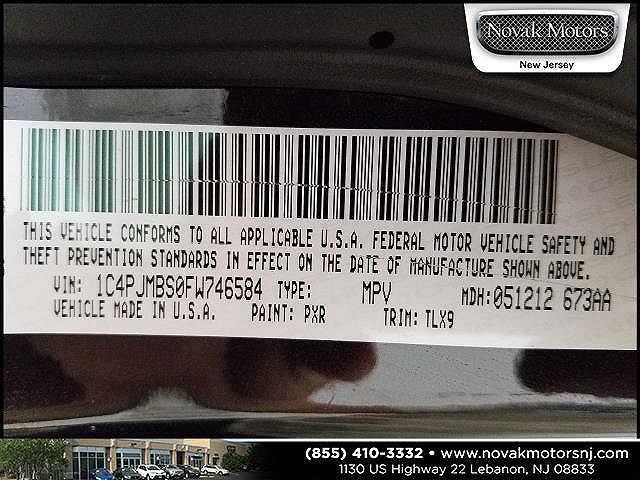 Novak Motors
New Jersey
THIS VEHICLE CONFORMS TO ALL APPLICABLE U.S.A. FEDERAL MOTOR VEHICLE SAFETY AND
THEFT PREVENTION STANDARDS IN EFFECT ON THE DATE OF MANUFACTURE SHOWN ABOVE.
VIN: 1C4PJMBS0FW746584 TYPE: MPV MDH: 051212 673AA
VEHICLE MADE IN U.S.A. PAINT: PXR TRIM: TLX9
(855) 410-3332 • www.novakmotorsnj.com
1130 US Highway 22 Lebanon, NJ 08833